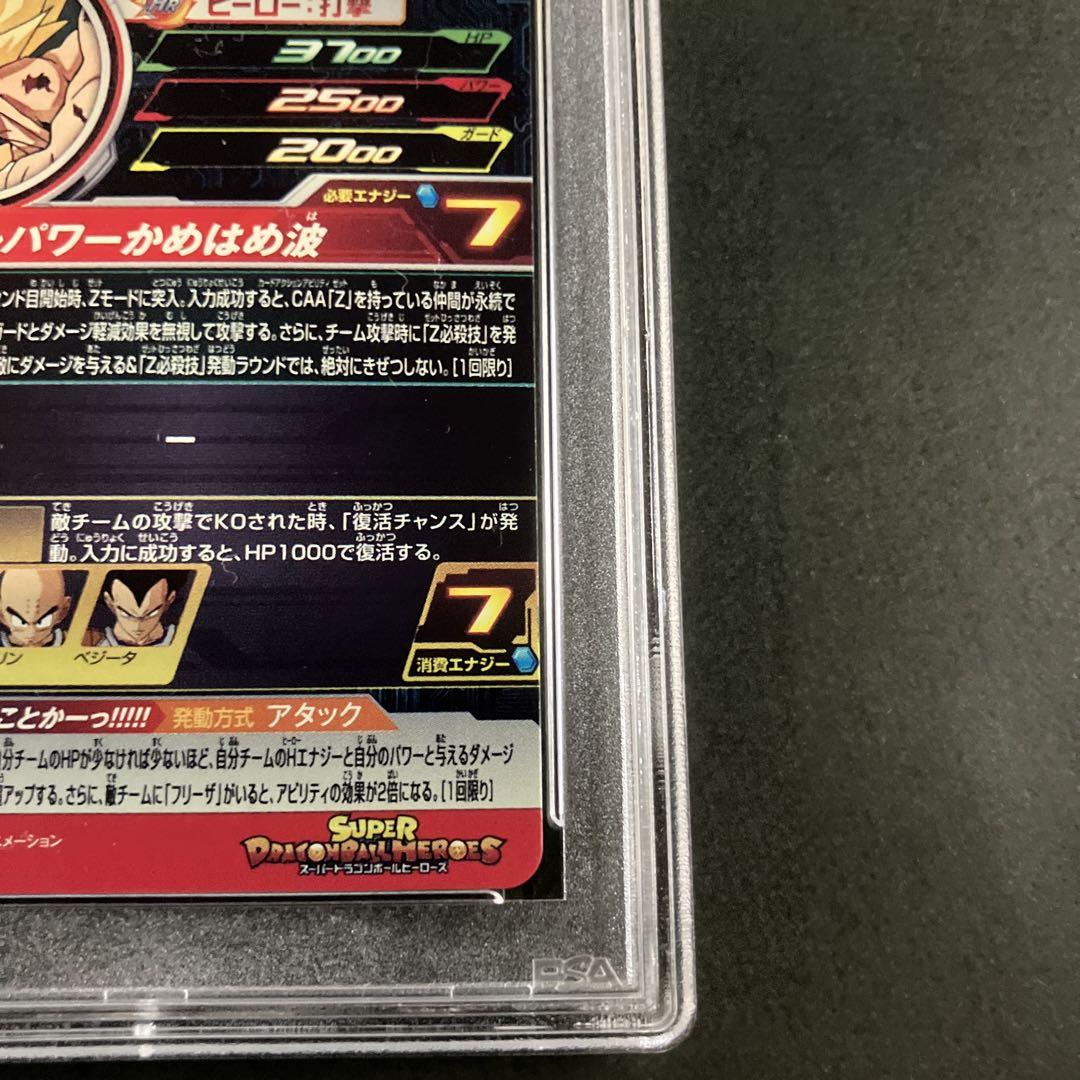 HR ヒーロー:打撃
HP
3700
パワー
2500
ガード
2000
必要エナジー 7
パワーかめはめ波
ンド目開始時、Zモードに突入。入力成功すると、CAA「Z」を持っている仲間が永続で
ガードとダメージ軽減効果を無視して攻撃する。さらに、チーム攻撃時に「Z必殺技」を発
敵にダメージを与える&「Z必殺技」発動ラウンドでは、絶対にきぜつしない。[1回限り]
敵チームの攻撃でKOされた時、「復活チャンス」が発
動。入力に成功すると、HP1000で復活する。
リン
ベジータ
7
消費エナジー
ことかーっ!!!!!
発動方式 アタック
分チームのHPが少なければ少ないほど、自分チームのHエナジーと自分のパワーと与えるダメージ
アップする。さらに、敵チームに「フリーザ」がいると、アビリティの効果が2倍になる。[1回限り]
メーション
SUPER
DRAGONBALL HEROES
スーパードラゴンボールヒーローズ
PSA